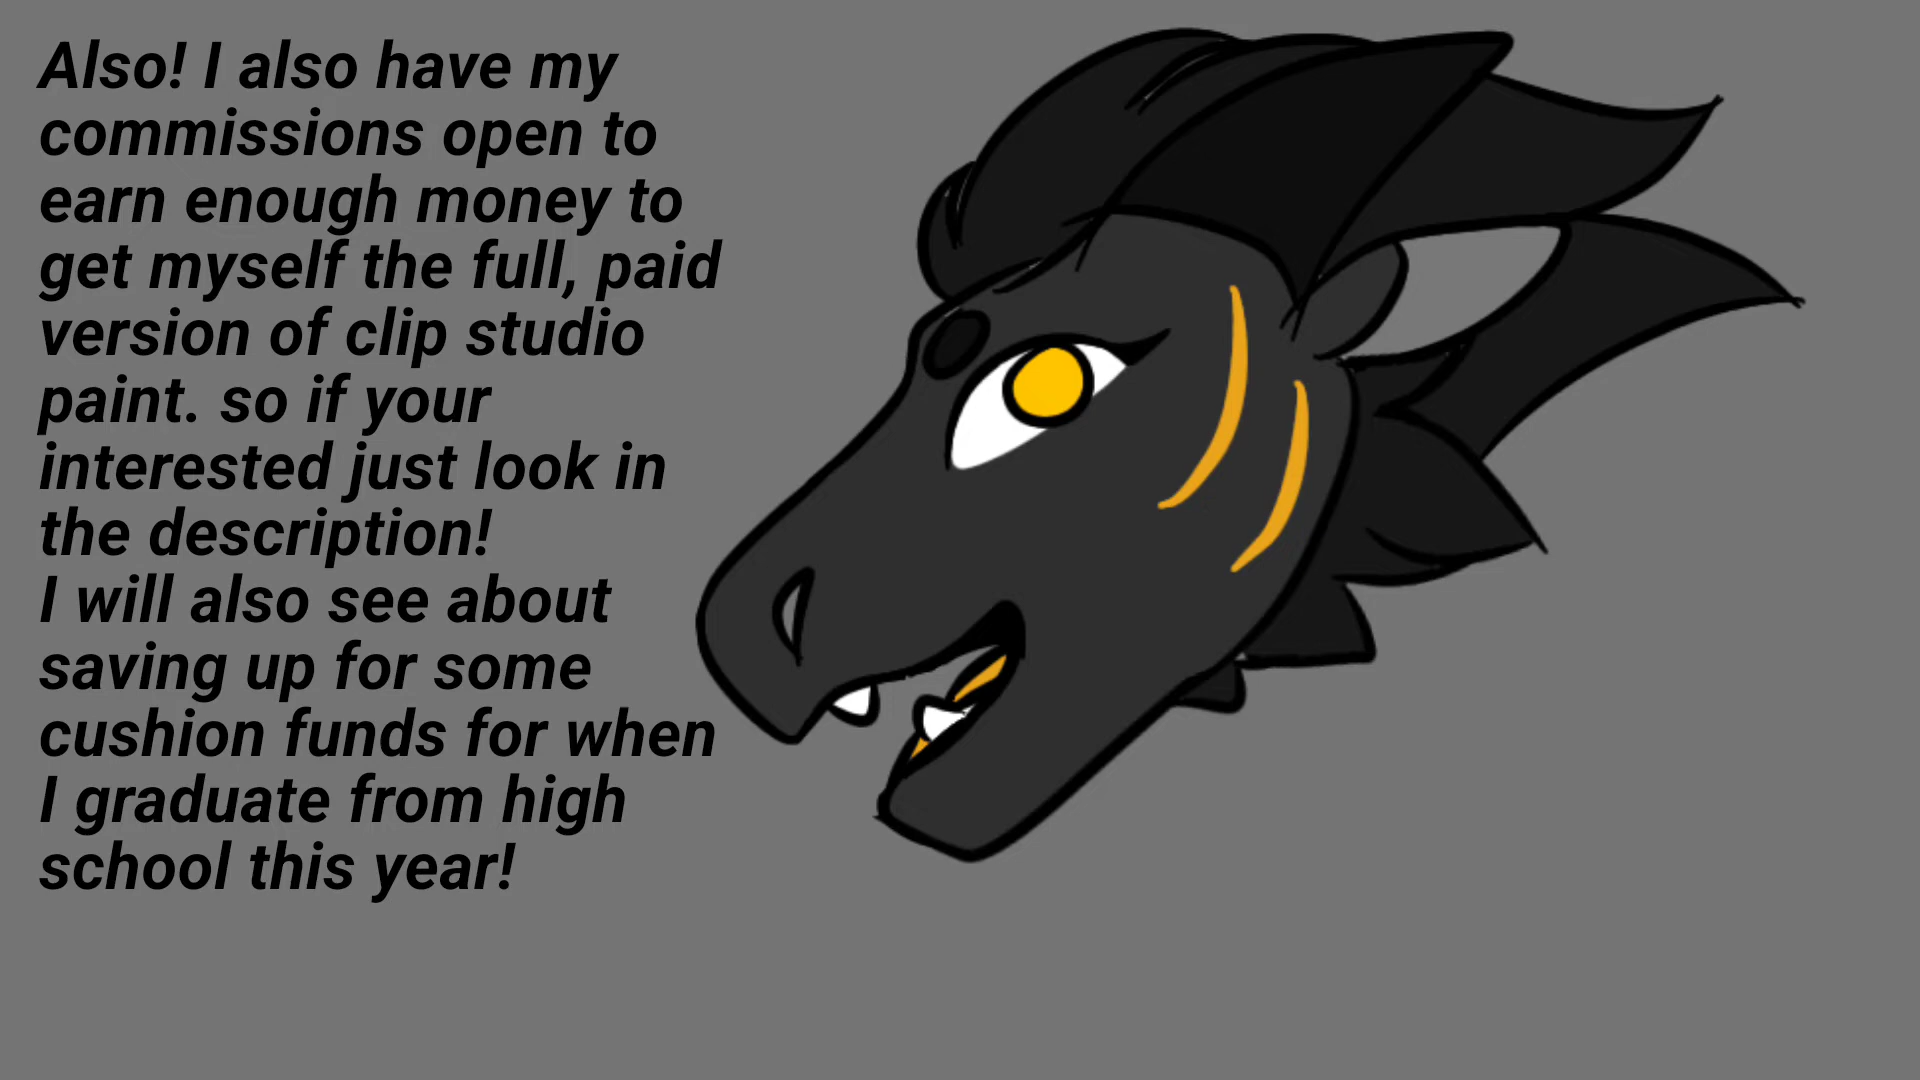 Also! I also have my
commissions open to
earn enough money to
get myself the full, paid
version of clip studio
paint. so if your
interested just look in
the description!
I will also see about
saving up for some
cushion funds for when
I graduate from high
school this year!